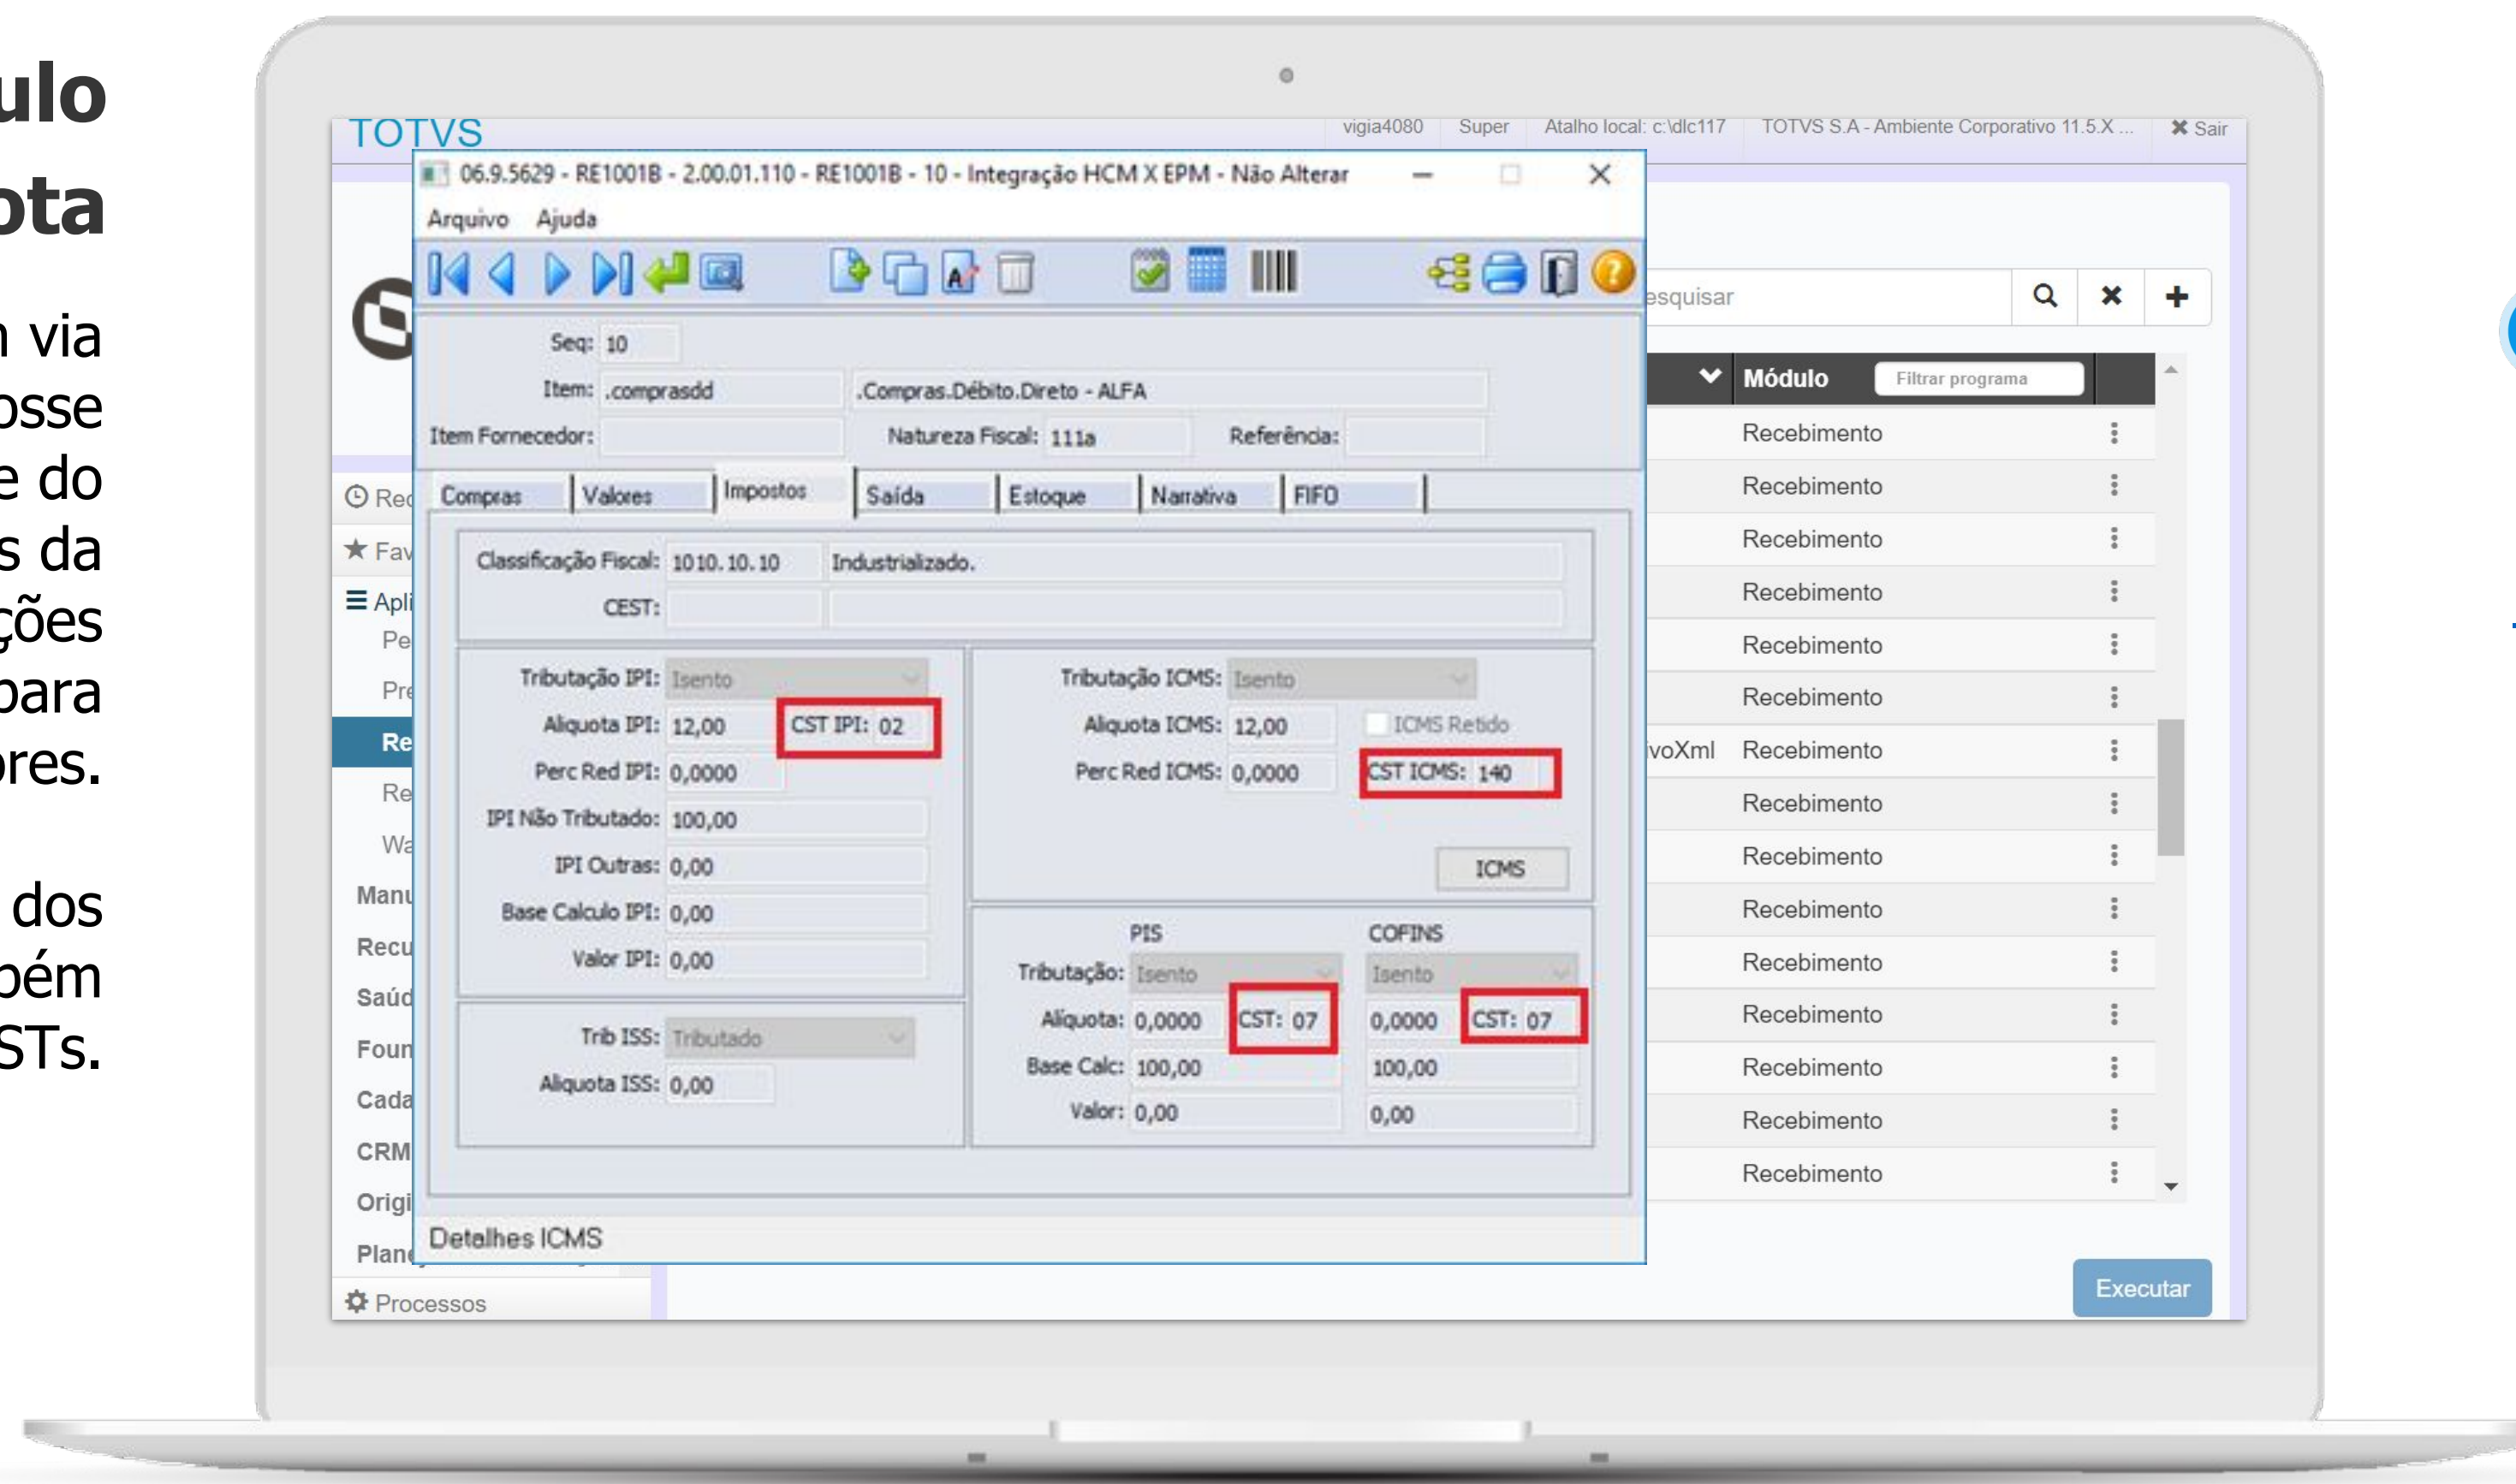 TOTVS
vigia4080 Super Atalho local: c:\dlc117 TOTVS S.A - Ambiente Corporativo 11.5.X ... Sair
06.9.5629 - RE1001B - 2.00.01.110 - RE1001B - 10 - Integração HCM X EPM - Não Alterar
Arquivo Ajuda
Seq: 10
Item: .comprasdd .Compras.Débito.Direto - ALFA
Item Fornecedor: Natureza Fiscal: 111a Referência:
Compras Valores Impostos Saída Estoque Narrativa FIFO
Classificação Fiscal: 1010.10.10 Industrializado.
CEST:
Tributação IPI: Isento
Aliquota IPI: 12,00 CST IPI: 02
Perc Red IPI: 0,0000
IPI Não Tributado: 100,00
IPI Outras: 0,00
Base Calculo IPI: 0,00
Valor IPI: 0,00
Trib ISS: Tributado
Aliquota ISS: 0,00
Tributação ICMS: Isento
Aliquota ICMS: 12,00 ICMS Retido
Perc Red ICMS: 0,0000 CST ICMS: 140
ICMS
PIS COFINS
Tributação: Isento Isento
Alíquota: 0,0000 CST: 07 0,0000 CST: 07
Base Calc: 100,00 100,00
Valor: 0,00 0,00
Detalhes ICMS
esquisar
Módulo Filtrar programa
Recebimento
Recebimento
Recebimento
Recebimento
Recebimento
Recebimento
voXml Recebimento
Recebimento
Recebimento
Recebimento
Recebimento
Recebimento
Recebimento
Recebimento
Recebimento
Executar
Rec
Fav
Apli
Pe
Pre
Re
Re
Wa
Manu
Recu
Saúd
Foun
Cada
CRM
Origi
Plane
Processos
ulo
ota
via
osse
e do
s da
ções
para
ores.
dos
bém
STs.